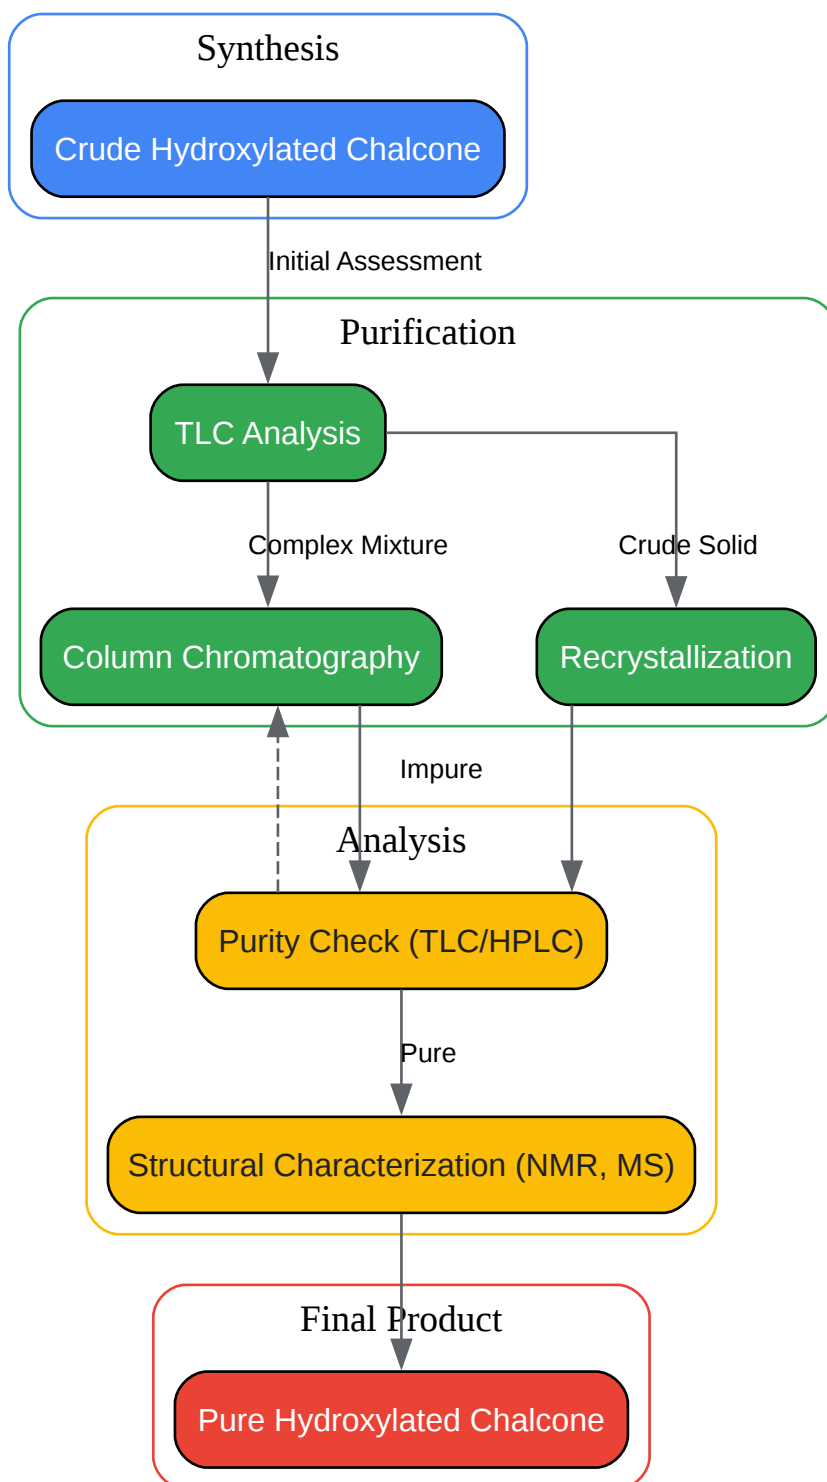 Synthesis
Crude Hydroxylated Chalcone
Initial Assessment
Purification
TLC Analysis
Complex Mixture
Crude Solid
Column Chromatography
Recrystallization
Impure
Analysis
Purity Check (TLC/HPLC)
Pure
Structural Characterization (NMR, MS)
Final Product
Pure Hydroxylated Chalcone